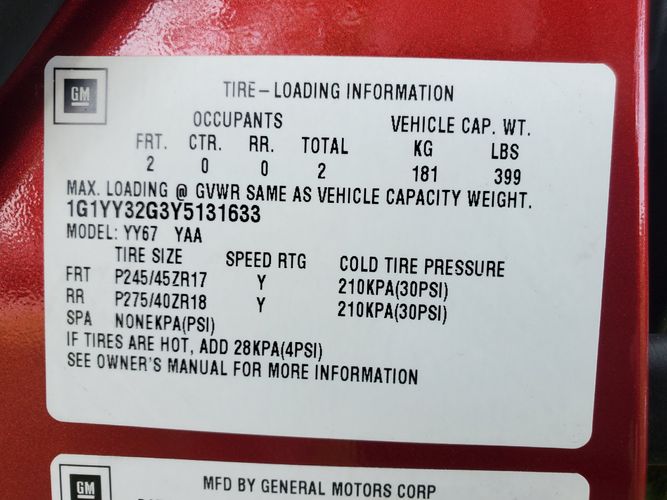 GM
TIRE-LOADING INFORMATION
OCCUPANTS VEHICLE CAP. WT.
FRT. CTR. RR. TOTAL KG LBS
2 0 0 2 181 399
MAX. LOADING @ GVWR SAME AS VEHICLE CAPACITY WEIGHT.
1G1YY32G3Y5131633
MODEL: YY67 YAA
TIRE SIZE SPEED RTG COLD TIRE PRESSURE
FRT P245/45ZR17 Y 210KPA(30PSI)
RR P275/40ZR18 Y 210KPA(30PSI)
SPA NONEKPA(PSI)
IF TIRES ARE HOT, ADD 28KPA(4PSI)
SEE OWNER'S MANUAL FOR MORE INFORMATION
GM
MFD BY GENERAL MOTORS CORP